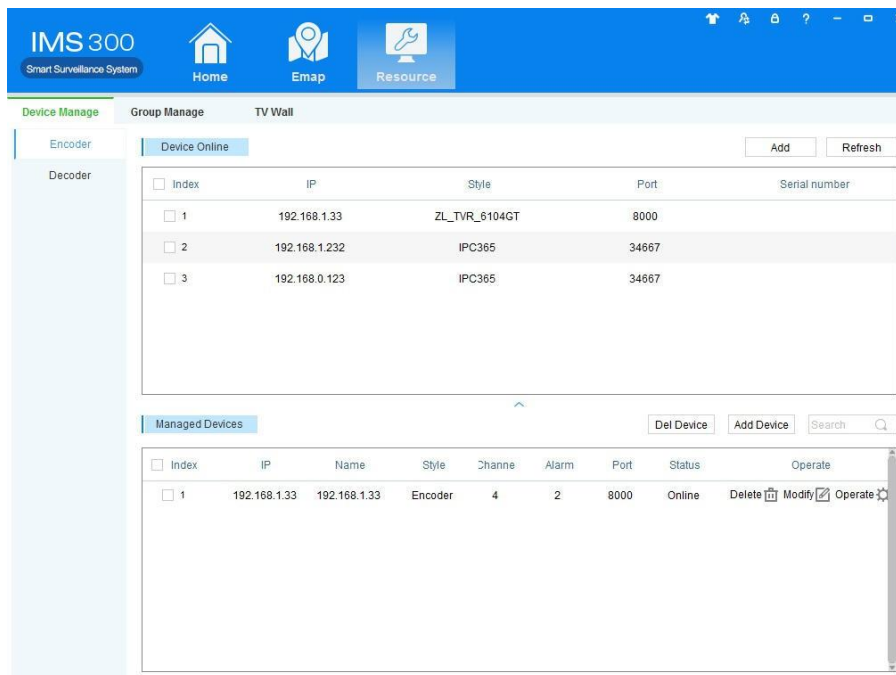 IMS 300
Smart Surveillance System
Home
Emap
Resource
?
Device Manage Group Manage TV Wall
Encoder
Decoder
Device Online
Add Refresh
Index IP Style Port Serial number
1 192.168.1.33 ZL_TVR_6104GT 8000
2 192.168.1.232 IPC365 34667
3 192.168.0.123 IPC365 34667
Managed Devices
Del Device Add Device Search
Index IP Name Style Channe Alarm Port Status Operate
1 192.168.1.33 192.168.1.33 Encoder 4 2 8000 Online Delete Modify Operate